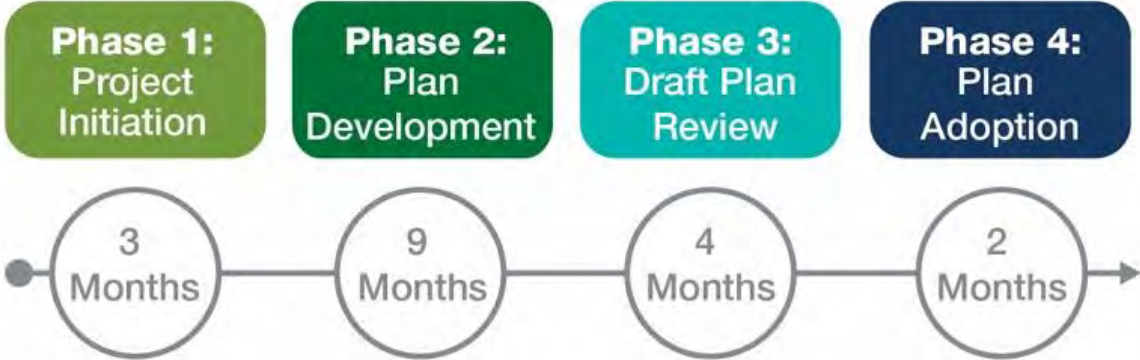 Phase 1:
Project
Initiation
Phase 2:
Plan
Development
Phase 3:
Draft Plan
Review
Phase 4:
Plan
Adoption
3
Months
9
Months
4
Months
2
Months